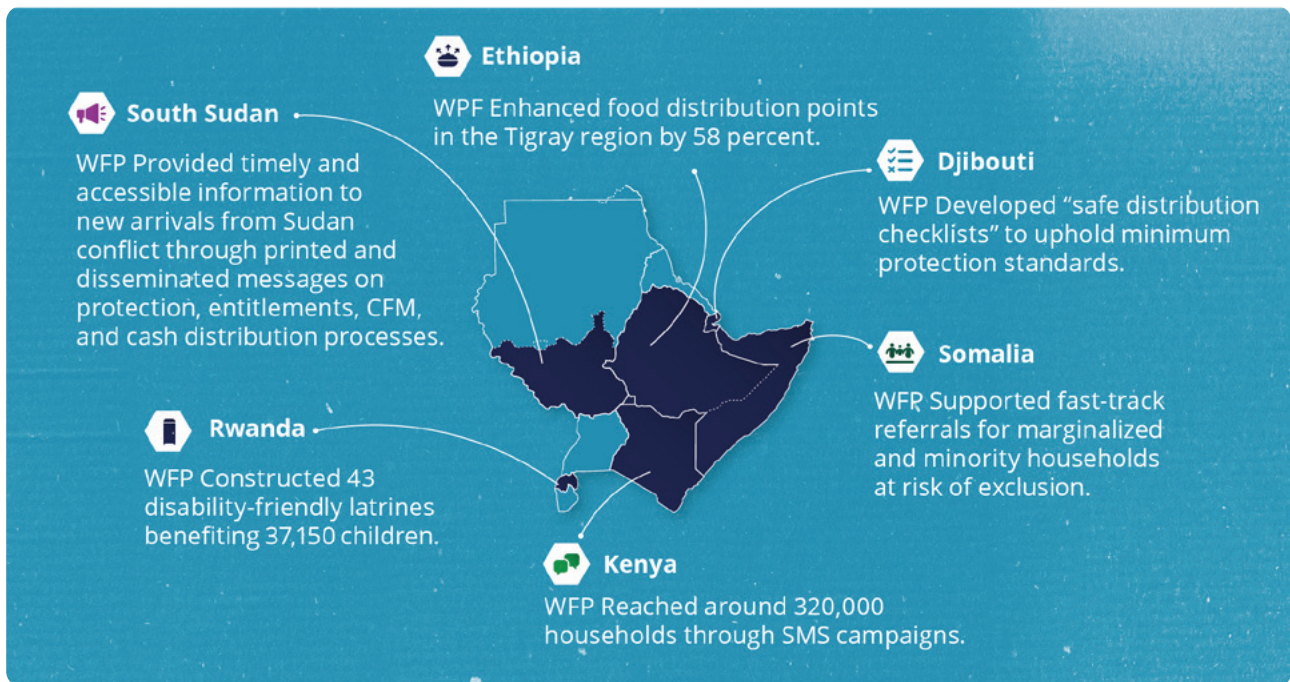 Ethiopia
WPF Enhanced food distribution points
in the Tigray region by 58 percent.
South Sudan
WFP Provided timely and
accessible information to
new arrivals from Sudan
conflict through printed and
disseminated messages on
protection, entitlements, CFM,
and cash distribution processes.
Djibouti
WFP Developed “safe distribution
checklists” to uphold minimum
protection standards.
Somalia
WFP Supported fast-track
referrals for marginalized
and minority households
at risk of exclusion.
Rwanda
WFP Constructed 43
disability-friendly latrines
benefiting 37,150 children.
Kenya
WFP Reached around 320,000
households through SMS campaigns.